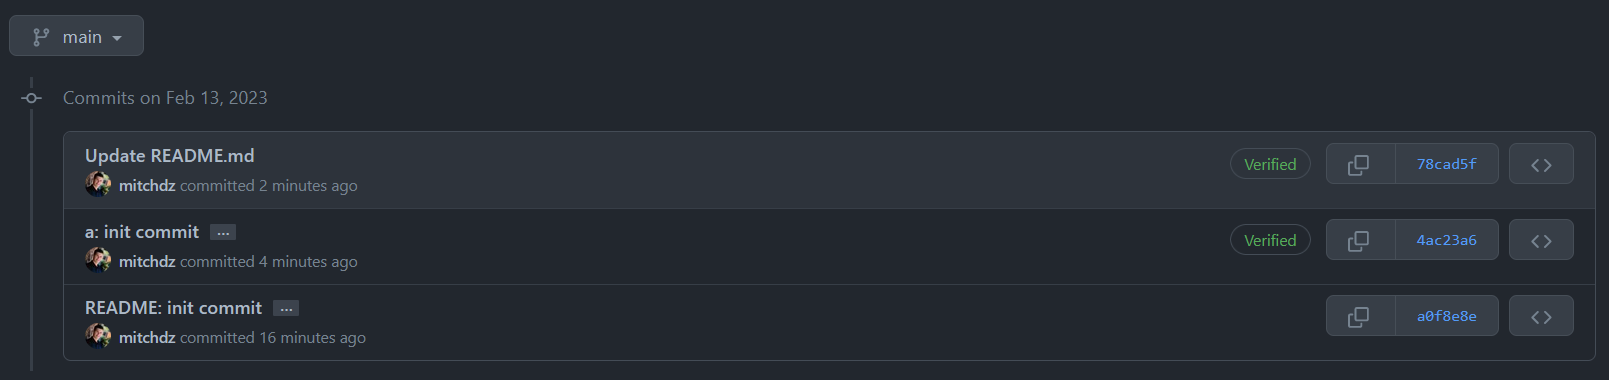 main
Commits on Feb 13, 2023
Update README.md
mitchdz committed 2 minutes ago
Verified
78cad5f
a: init commit ...
mitchdz committed 4 minutes ago
Verified
4ac23a6
README: init commit ...
mitchdz committed 16 minutes ago
a0f8e8e